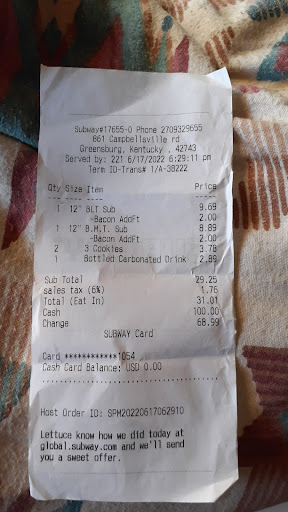 Subway#17655-0 Phone 2709329655
861 Campbellsville rd
Greensburg, Kentucky , 42743
Served by: 221 6/17/2022 6:29:11 pm
Term ID-Trans# 1/A-38222
Qty Size Item Price
--- ---- ---- -----
1 12" BLT Sub 9.69
-Bacon AddFt 2.00
1 12" B.M.T. Sub 8.89
-Bacon AddFt 2.00
2 3 Cookies 3.78
1 Bottled Carbonated Drink 2.89
Sub Total 29.25
sales tax (6%) 1.76
Total (Eat In) 31.01
Cash 100.00
Change 68.99
SUBWAY Card
Card ************1054
Cash Card Balance: USD 0.00
Host Order ID: SPM20220617062910
Lettuce know how we did today at
global.subway.com and we'll send
you a sweet offer.